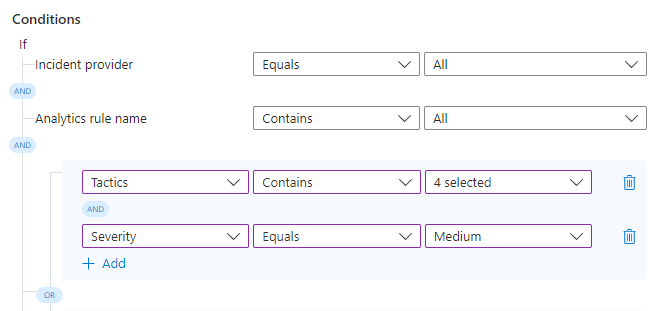 Conditions
If
Incident provider Equals All
AND
Analytics rule name Contains All
AND
Tactics Contains 4 selected
AND
Severity Equals Medium
+ Add
OR